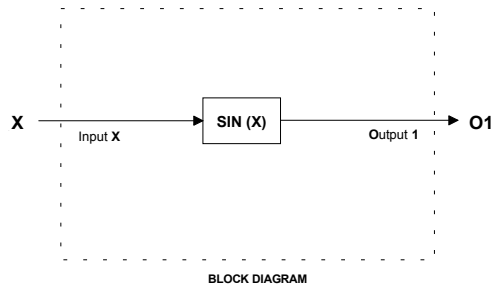 X
Input X
SIN (X)
Output 1
O1
BLOCK DIAGRAM